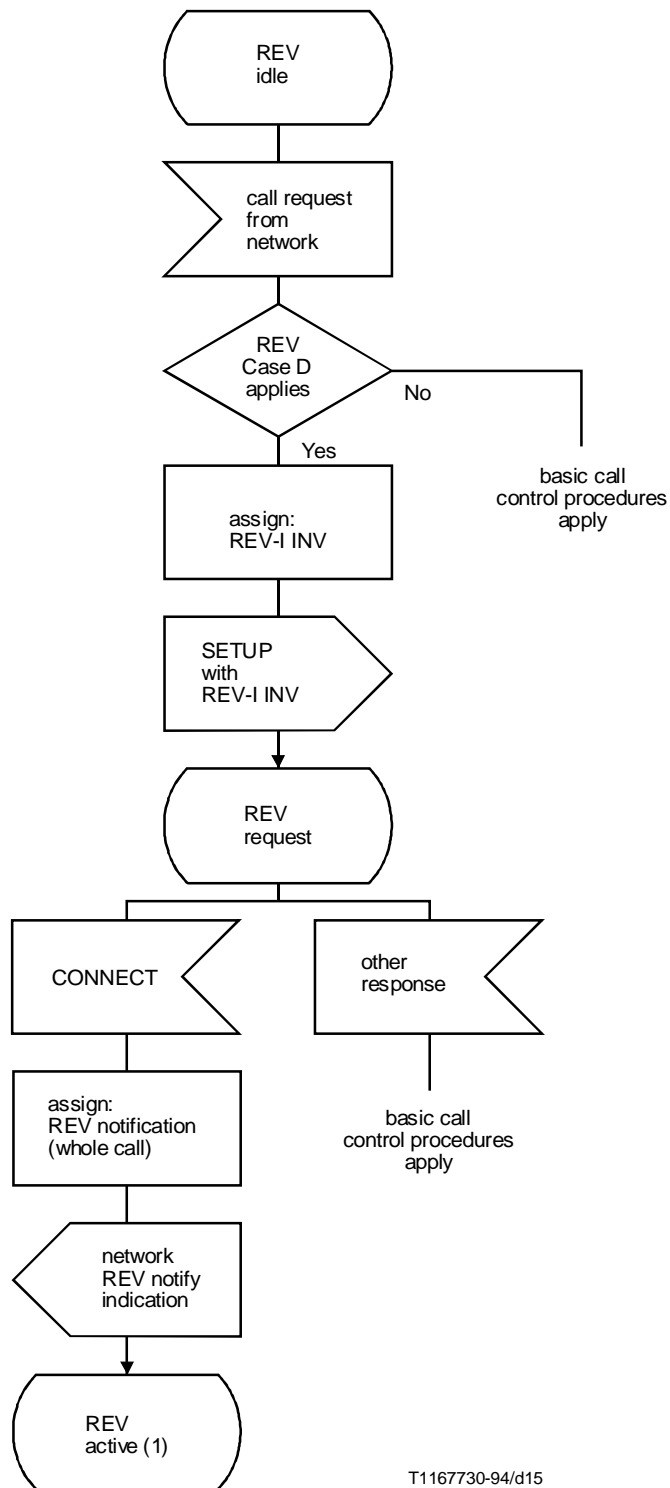 REV
idle
call request
from
network
REV
Case D
applies
No
Yes
basic call
control procedures
apply
assign:
REV-I INV
SETUP
with
REV-I INV
REV
request
CONNECT
other
response
assign:
REV notification
(whole call)
basic call
control procedures
apply
network
REV notify
indication
REV
active (1)
T1167730-94/d15